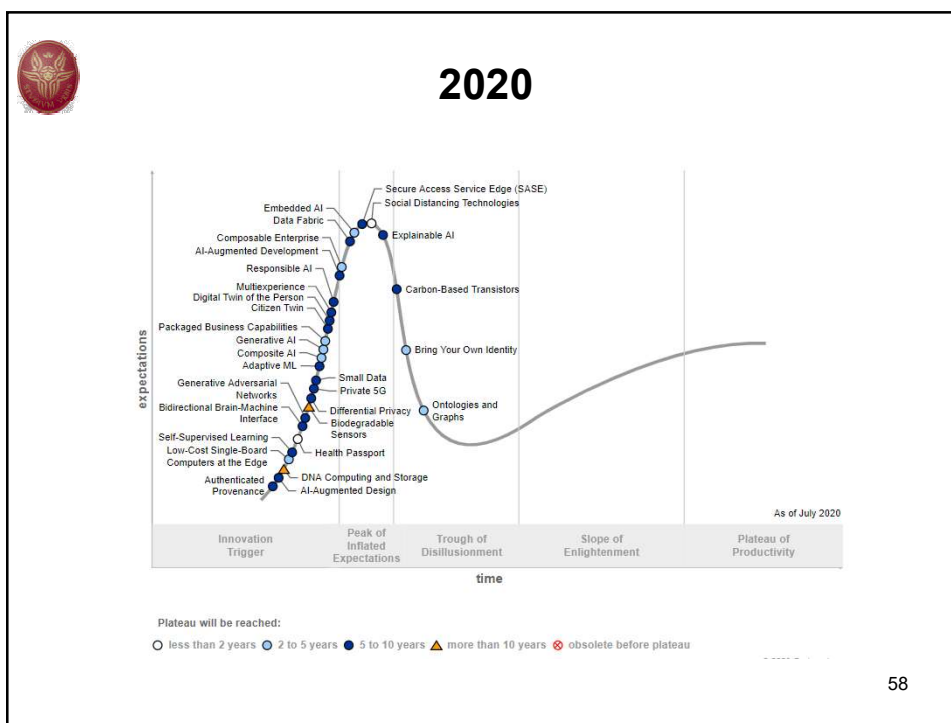 2020
Secure Access Service Edge (SASE)
Social Distancing Technologies
Embedded AI
Data Fabric
Explainable AI
Composable Enterprise
AI-Augmented Development
Responsible AI
Multiexperience
Digital Twin of the Person
Citizen Twin
Carbon-Based Transistors
Packaged Business Capabilities
Generative AI
Composite AI
Adaptive ML
Bring Your Own Identity
Small Data
Private 5G
Generative Adversarial
Networks
Differential Privacy
Biodegradable
Sensors
Bidirectional Brain-Machine
Interface
Ontologies and
Graphs
Self-Supervised Learning
Health Passport
Low-Cost Single-Board
Computers at the Edge
DNA Computing and Storage
AI-Augmented Design
Authenticated
Provenance
expectations
As of July 2020
Innovation
Trigger
Peak of
Inflated
Expectations
Trough of
Disillusionment
Slope of
Enlightenment
Plateau of
Productivity
time
Plateau will be reached:
less than 2 years 2 to 5 years 5 to 10 years more than 10 years obsolete before plateau
58